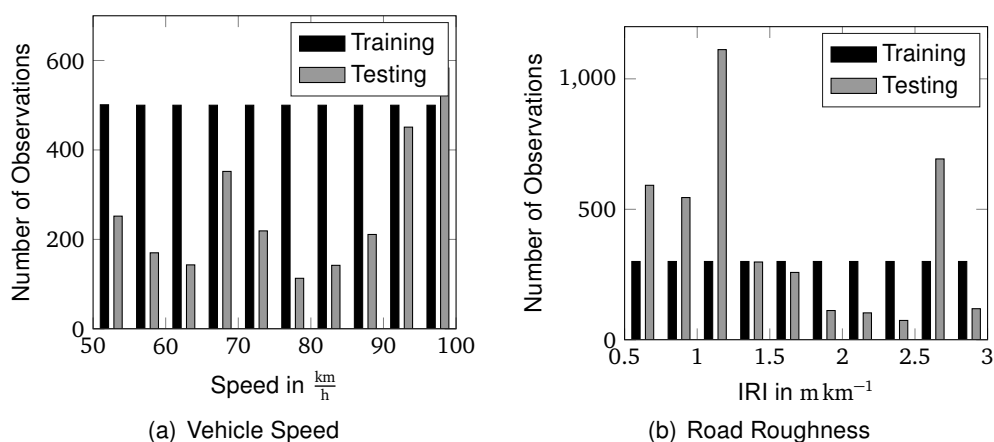 Number of Observations
600
400
200
0
50 60 70 80 90 100
Speed in km/h
Training
Testing
(a) Vehicle Speed
Number of Observations
1,000
500
0
0.5 1 1.5 2 2.5 3
IRI in m km⁻¹
Training
Testing
(b) Road Roughness